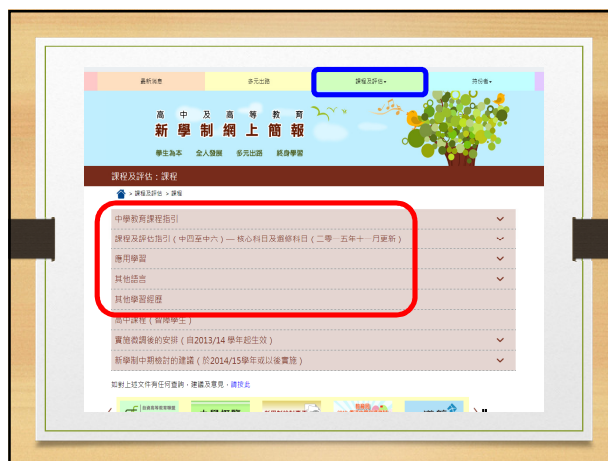 最新消息 多元出路 課程及評估 持份者
高中及高等教育
新學制網上簡報
學生為本 全人發展 多元出路 終身學習
課程及評估：課程
> 課程及評估 > 課程
中學教育課程指引
課程及評估指引（中四至中六）— 核心科目及選修科目（二零一五年十一月更新）
應用學習
其他語言
其他學習經歷
高中課程（智障學生）
實施微調後的安排（自2013/14 學年起生效）
新學制中期檢討的建議（於2014/15學年或以後實施）
如對上述文件有任何查詢、建議及意見，請按此